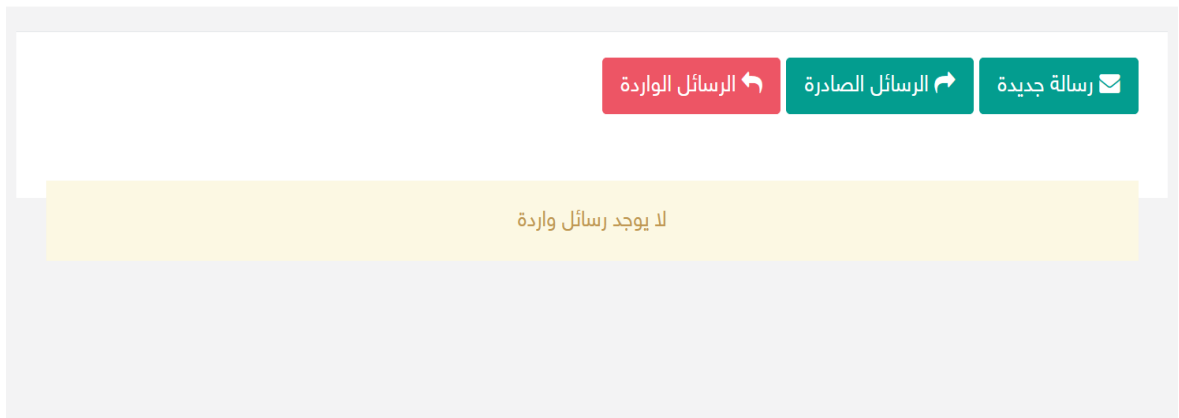 رسالة جديدة
الرسائل الصادرة
الرسائل الواردة
لا يوجد رسائل واردة